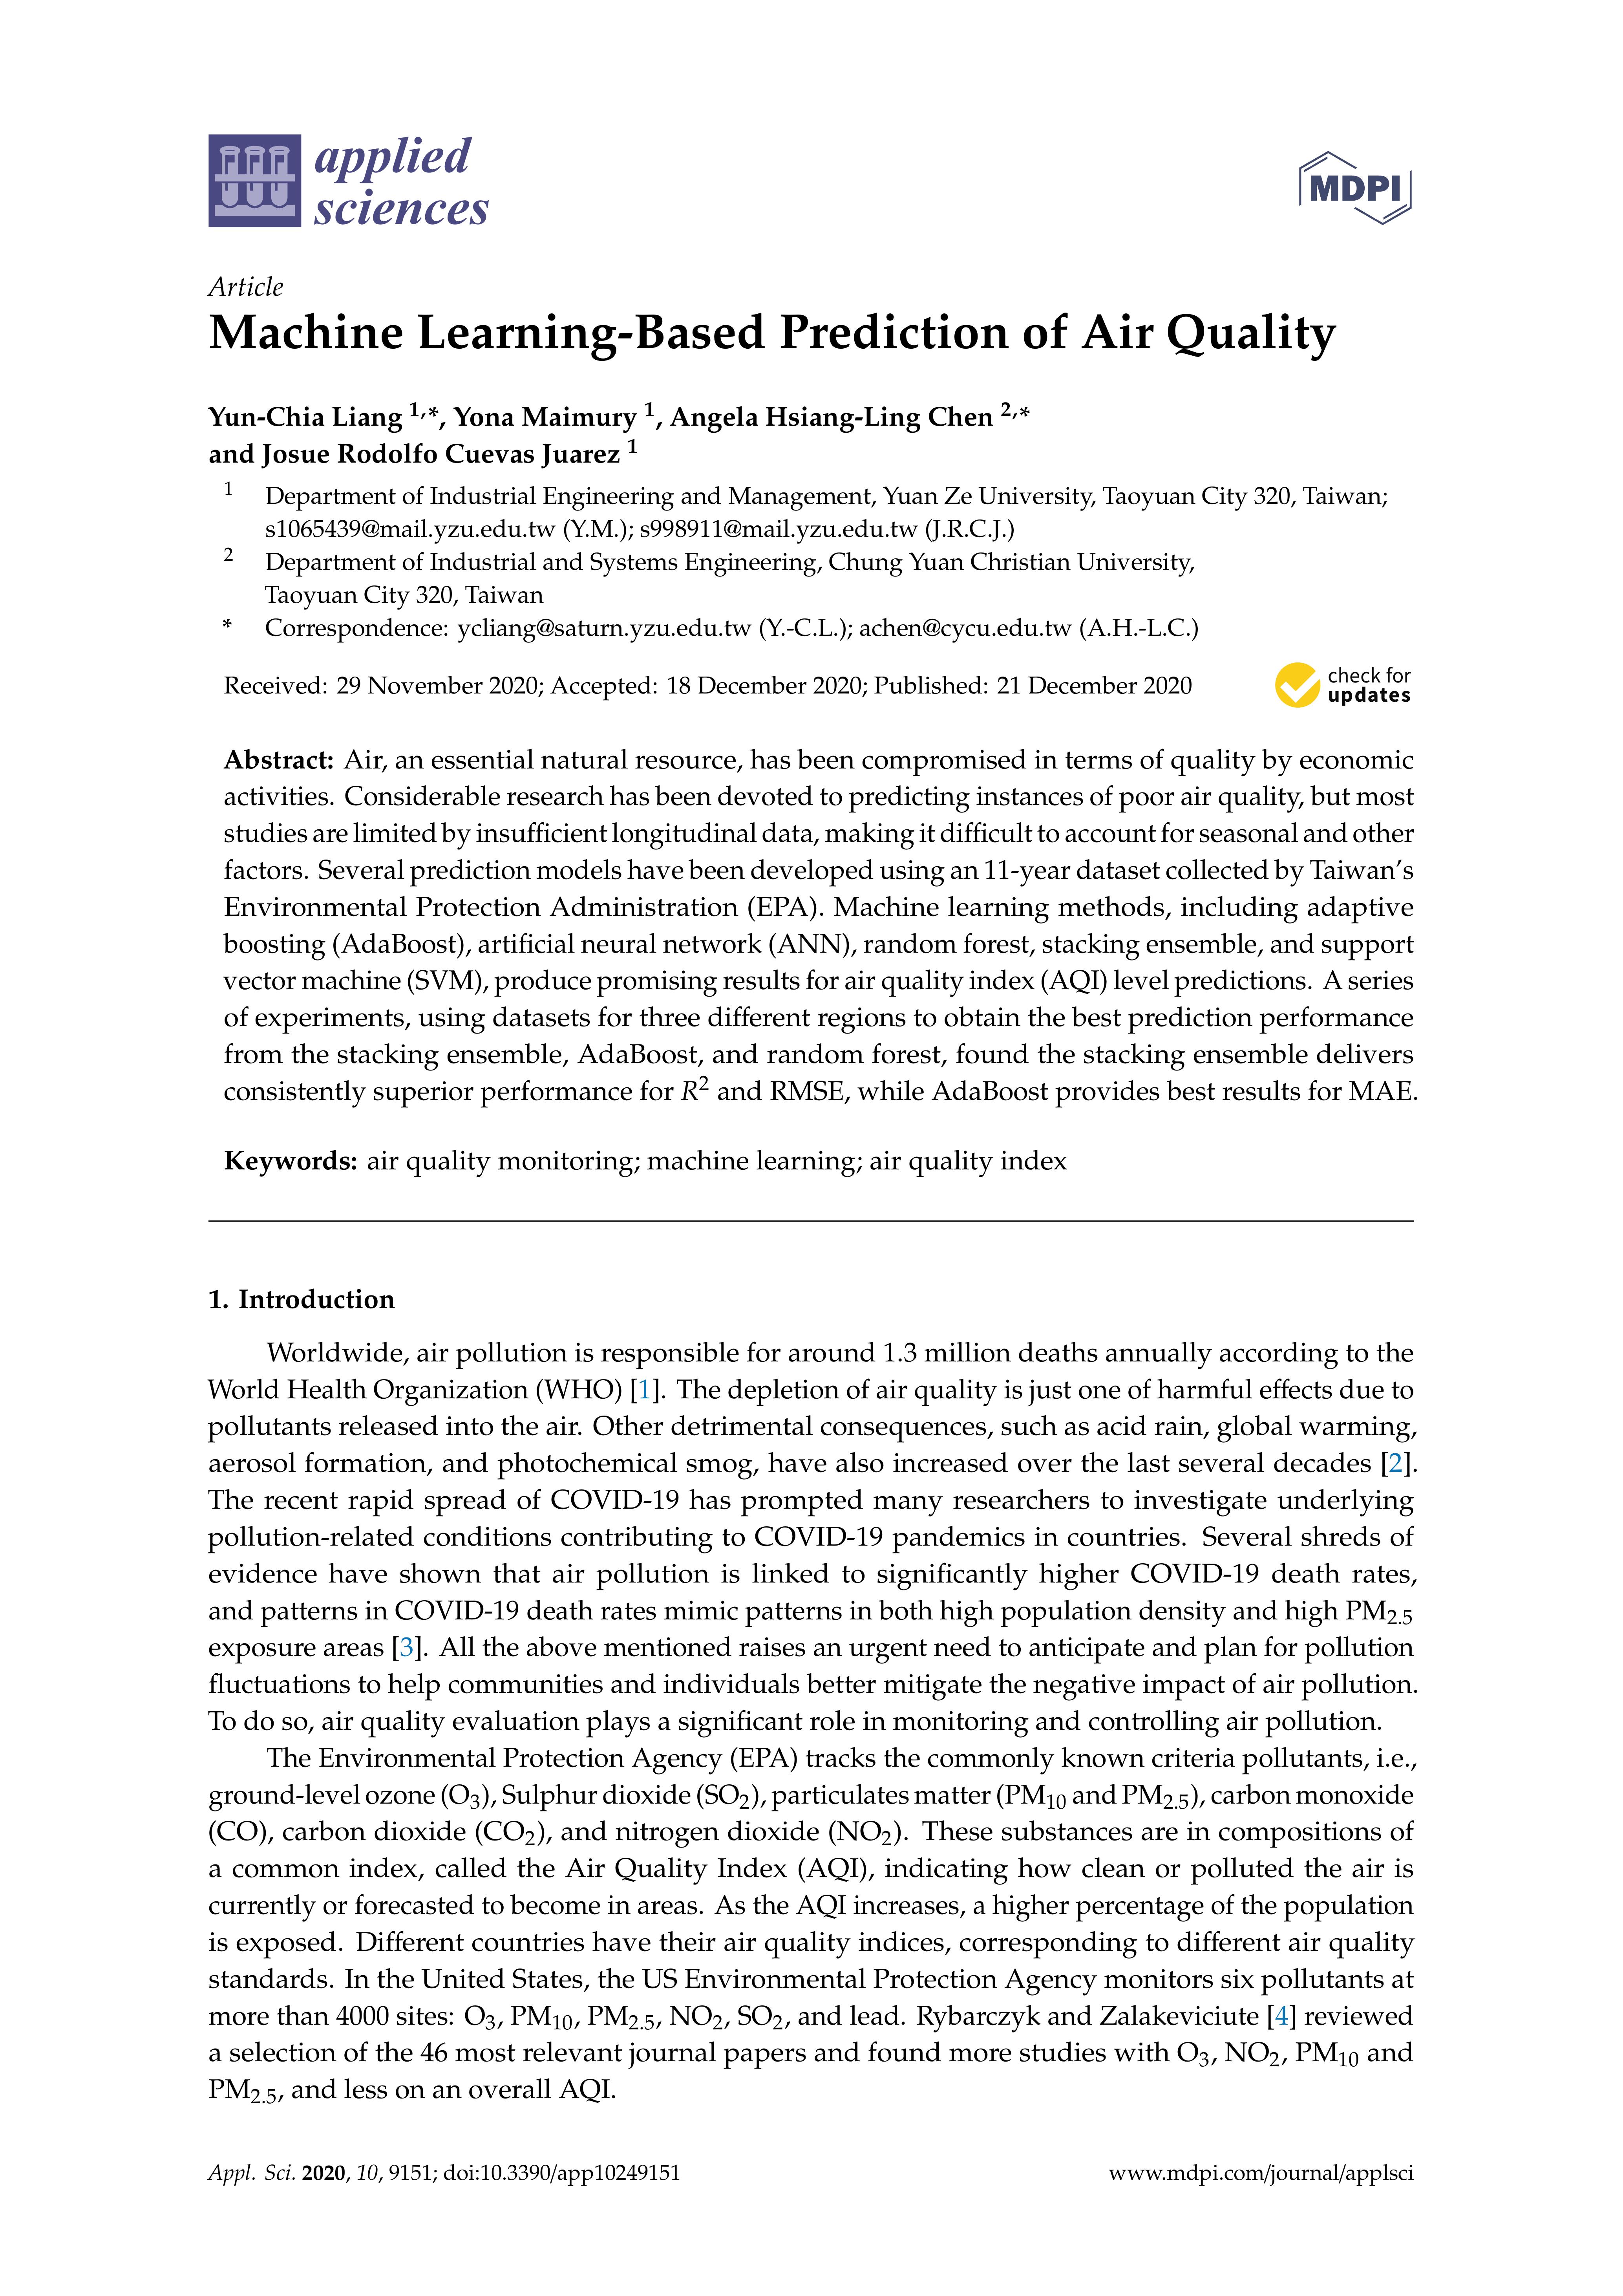 applied
sciences
MDPI
Article
Machine Learning-Based Prediction of Air Quality
Yun-Chia Liang 1,*, Yona Maimury 1, Angela Hsiang-Ling Chen 2,*
and Josue Rodolfo Cuevas Juarez 1
1 Department of Industrial Engineering and Management, Yuan Ze University, Taoyuan City 320, Taiwan;
s1065439@mail.yzu.edu.tw (Y.M.); s998911@mail.yzu.edu.tw (J.R.C.J.)
2 Department of Industrial and Systems Engineering, Chung Yuan Christian University,
Taoyuan City 320, Taiwan
* Correspondence: ycliang@saturn.yzu.edu.tw (Y.-C.L.); achen@cycu.edu.tw (A.H.-L.C.)
Received: 29 November 2020; Accepted: 18 December 2020; Published: 21 December 2020
check for
updates
Abstract: Air, an essential natural resource, has been compromised in terms of quality by economic
activities. Considerable research has been devoted to predicting instances of poor air quality, but most
studies are limited by insufficient longitudinal data, making it difficult to account for seasonal and other
factors. Several prediction models have been developed using an 11-year dataset collected by Taiwan's
Environmental Protection Administration (EPA). Machine learning methods, including adaptive
boosting (AdaBoost), artificial neural network (ANN), random forest, stacking ensemble, and support
vector machine (SVM), produce promising results for air quality index (AQI) level predictions. A series
of experiments, using datasets for three different regions to obtain the best prediction performance
from the stacking ensemble, AdaBoost, and random forest, found the stacking ensemble delivers
consistently superior performance for R² and RMSE, while AdaBoost provides best results for MAE.
Keywords: air quality monitoring; machine learning; air quality index
1. Introduction
Worldwide, air pollution is responsible for around 1.3 million deaths annually according to the
World Health Organization (WHO) [1]. The depletion of air quality is just one of harmful effects due to
pollutants released into the air. Other detrimental consequences, such as acid rain, global warming,
aerosol formation, and photochemical smog, have also increased over the last several decades [2].
The recent rapid spread of COVID-19 has prompted many researchers to investigate underlying
pollution-related conditions contributing to COVID-19 pandemics in countries. Several shreds of
evidence have shown that air pollution is linked to significantly higher COVID-19 death rates,
and patterns in COVID-19 death rates mimic patterns in both high population density and high PM2.5
exposure areas [3]. All the above mentioned raises an urgent need to anticipate and plan for pollution
fluctuations to help communities and individuals better mitigate the negative impact of air pollution.
To do so, air quality evaluation plays a significant role in monitoring and controlling air pollution.
The Environmental Protection Agency (EPA) tracks the commonly known criteria pollutants, i.e.,
ground-level ozone (O3), Sulphur dioxide (SO2), particulates matter (PM10 and PM2.5), carbon monoxide
(CO), carbon dioxide (CO2), and nitrogen dioxide (NO2). These substances are in compositions of
a common index, called the Air Quality Index (AQI), indicating how clean or polluted the air is
currently or forecasted to become in areas. As the AQI increases, a higher percentage of the population
is exposed. Different countries have their air quality indices, corresponding to different air quality
standards. In the United States, the US Environmental Protection Agency monitors six pollutants at
more than 4000 sites: O3, PM10, PM2.5, NO2, SO2, and lead. Rybarczyk and Zalakeviciute [4] reviewed
a selection of the 46 most relevant journal papers and found more studies with O3, NO2, PM10 and
PM2.5, and less on an overall AQI.
Appl. Sci. 2020, 10, 9151; doi:10.3390/app10249151
www.mdpi.com/journal/applsci